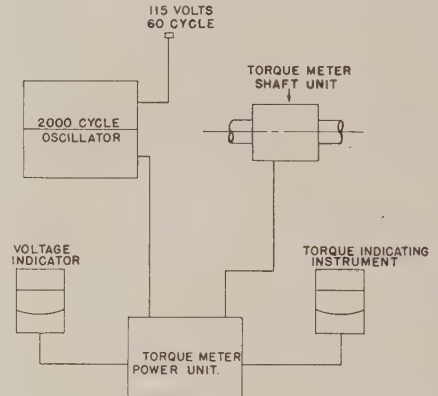 115 VOLTS
60 CYCLE
TORQUE METER
SHAFT UNIT
2000 CYCLE
OSCILLATOR
VOLTAGE
INDICATOR
TORQUE INDICATING
INSTRUMENT
TORQUE METER
POWER UNIT.